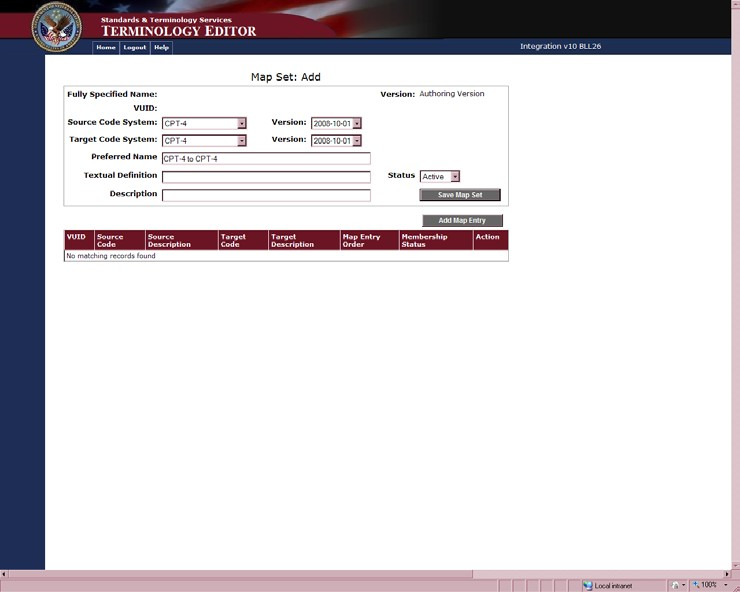 Standards & Terminology Services
TERMINOLOGY EDITOR
Home Logout Help
Integration v10 BLL26
Map Set: Add
Fully Specified Name:
Version: Authoring Version
VUID:
Source Code System: CPT-4 Version: 2008-10-01
Target Code System: CPT-4 Version: 2008-10-01
Preferred Name CPT-4 to CPT-4
Textual Definition Status Active
Description Save Map Set
Add Map Entry
VUID Source Code Source Description Target Code Target Description Map Entry Order Membership Status Action
No matching records found
Local intranet 100%